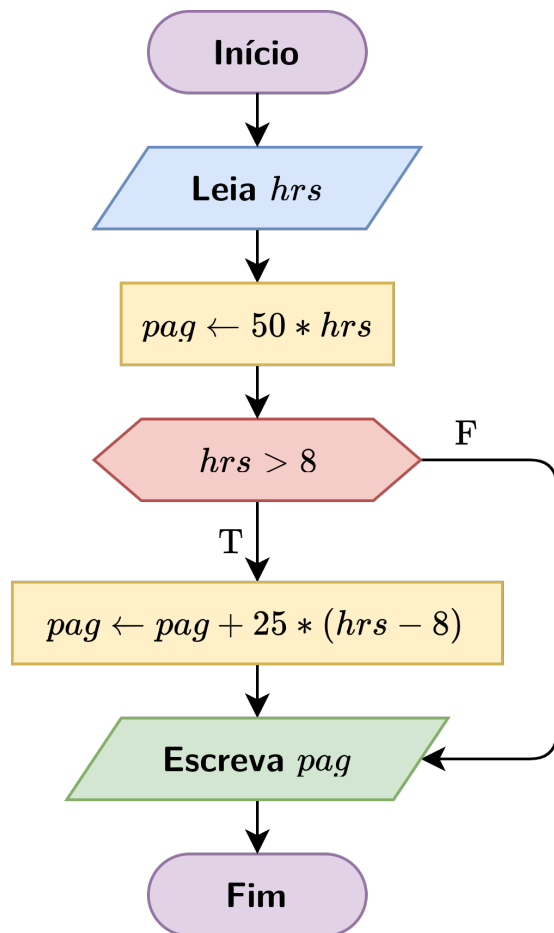 Início
Leia hrs
pag ← 50 * hrs
hrs > 8
F
T
pag ← pag + 25 * (hrs − 8)
Escreva pag
Fim